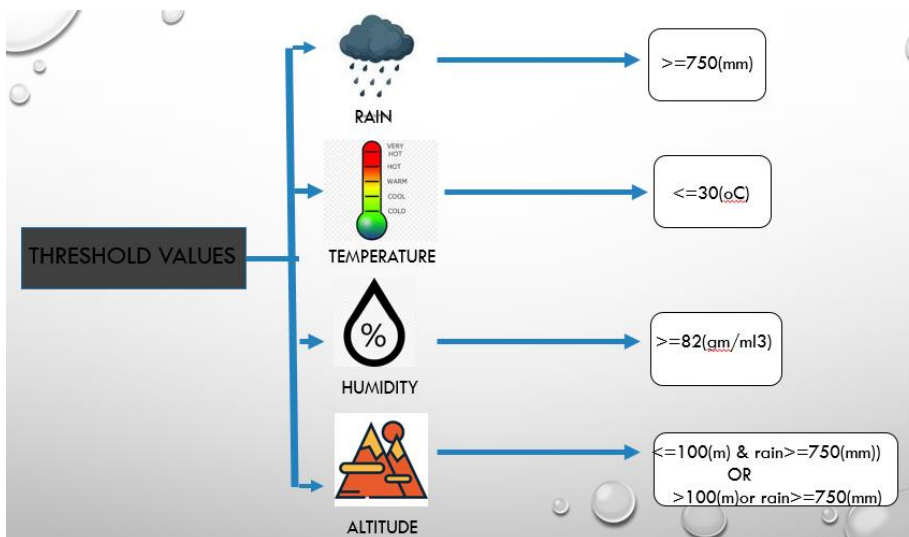 >=750(mm)
RAIN
VERY
HOT
HOT
WARM
COOL
COLD
<=30(oC)
THRESHOLD VALUES
TEMPERATURE
%
>=82(gm/ml3)
HUMIDITY
<=100(m) & rain>=750(mm))
OR
>100(m)or rain>=750(mm)
ALTITUDE